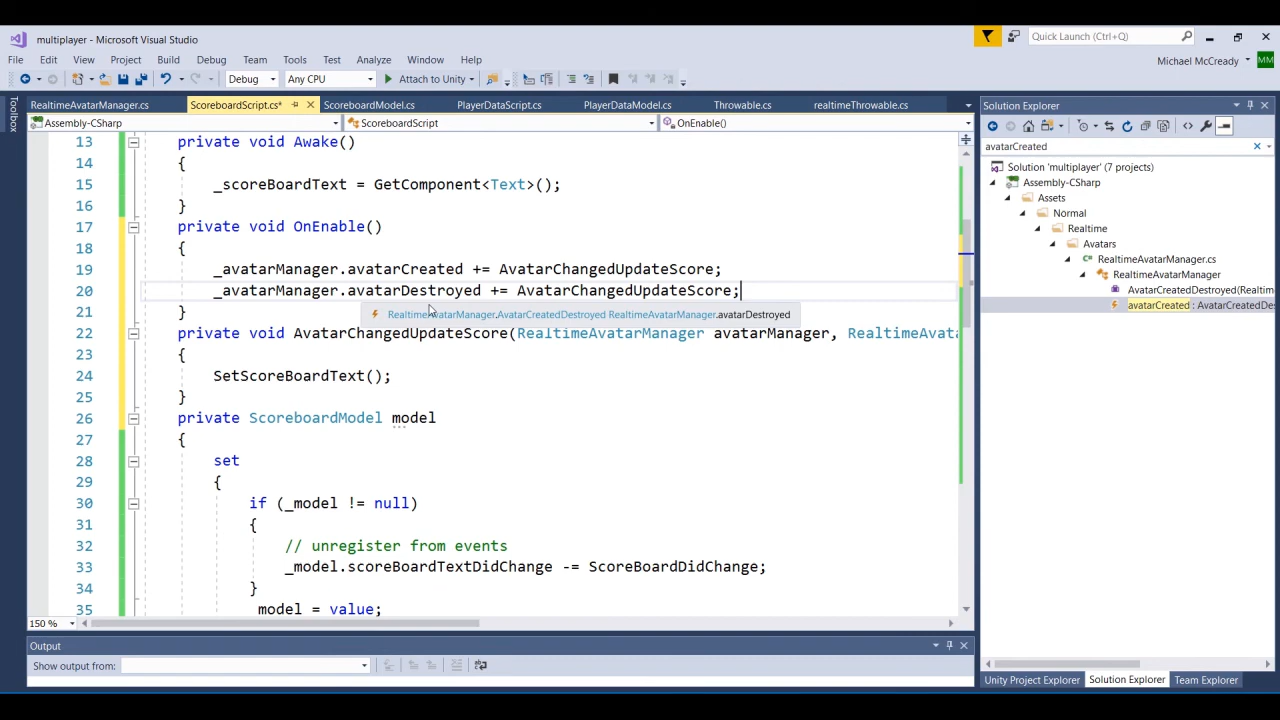 multiplayer - Microsoft Visual Studio
Quick Launch (Ctrl+Q)
File Edit View Project Build Debug Team Tools Test Analyze Window Help
Michael McCready
MM
Debug Any CPU Attach to Unity
RealtimeAvatarManager.cs ScoreboardScript.cs* ScoreboardModel.cs PlayerDataScript.cs PlayerDataModel.cs Throwable.cs realtimeThrowable.cs
Toolbox
Assembly-CSharp ScoreboardScript OnEnable()
13 private void Awake()
14 {
15 _scoreBoardText = GetComponent<Text>();
16 }
17 private void OnEnable()
18 {
19 _avatarManager.avatarCreated += AvatarChangedUpdateScore;
20 _avatarManager.avatarDestroyed += AvatarChangedUpdateScore;
21 }
RealtimeAvatarManager.AvatarCreatedDestroyed RealtimeAvatarManager.avatarDestroyed
22 private void AvatarChangedUpdateScore(RealtimeAvatarManager avatarManager, RealtimeAvata
23 {
24 SetScoreBoardText();
25 }
26 private ScoreboardModel model
27 {
28 set
29 {
30 if (_model != null)
31 {
32 // unregister from events
33 _model.scoreBoardTextDidChange -= ScoreBoardDidChange;
34 }
35 _model = value;
150 %
Output
Show output from:
Solution Explorer
avatarCreated
Solution 'multiplayer' (7 projects)
Assembly-CSharp
Assets
Normal
Realtime
Avatars
RealtimeAvatarManager.cs
RealtimeAvatarManager
AvatarCreatedDestroyed(Realtim
avatarCreated : AvatarCreatedDe
Unity Project Explorer Solution Explorer Team Explorer